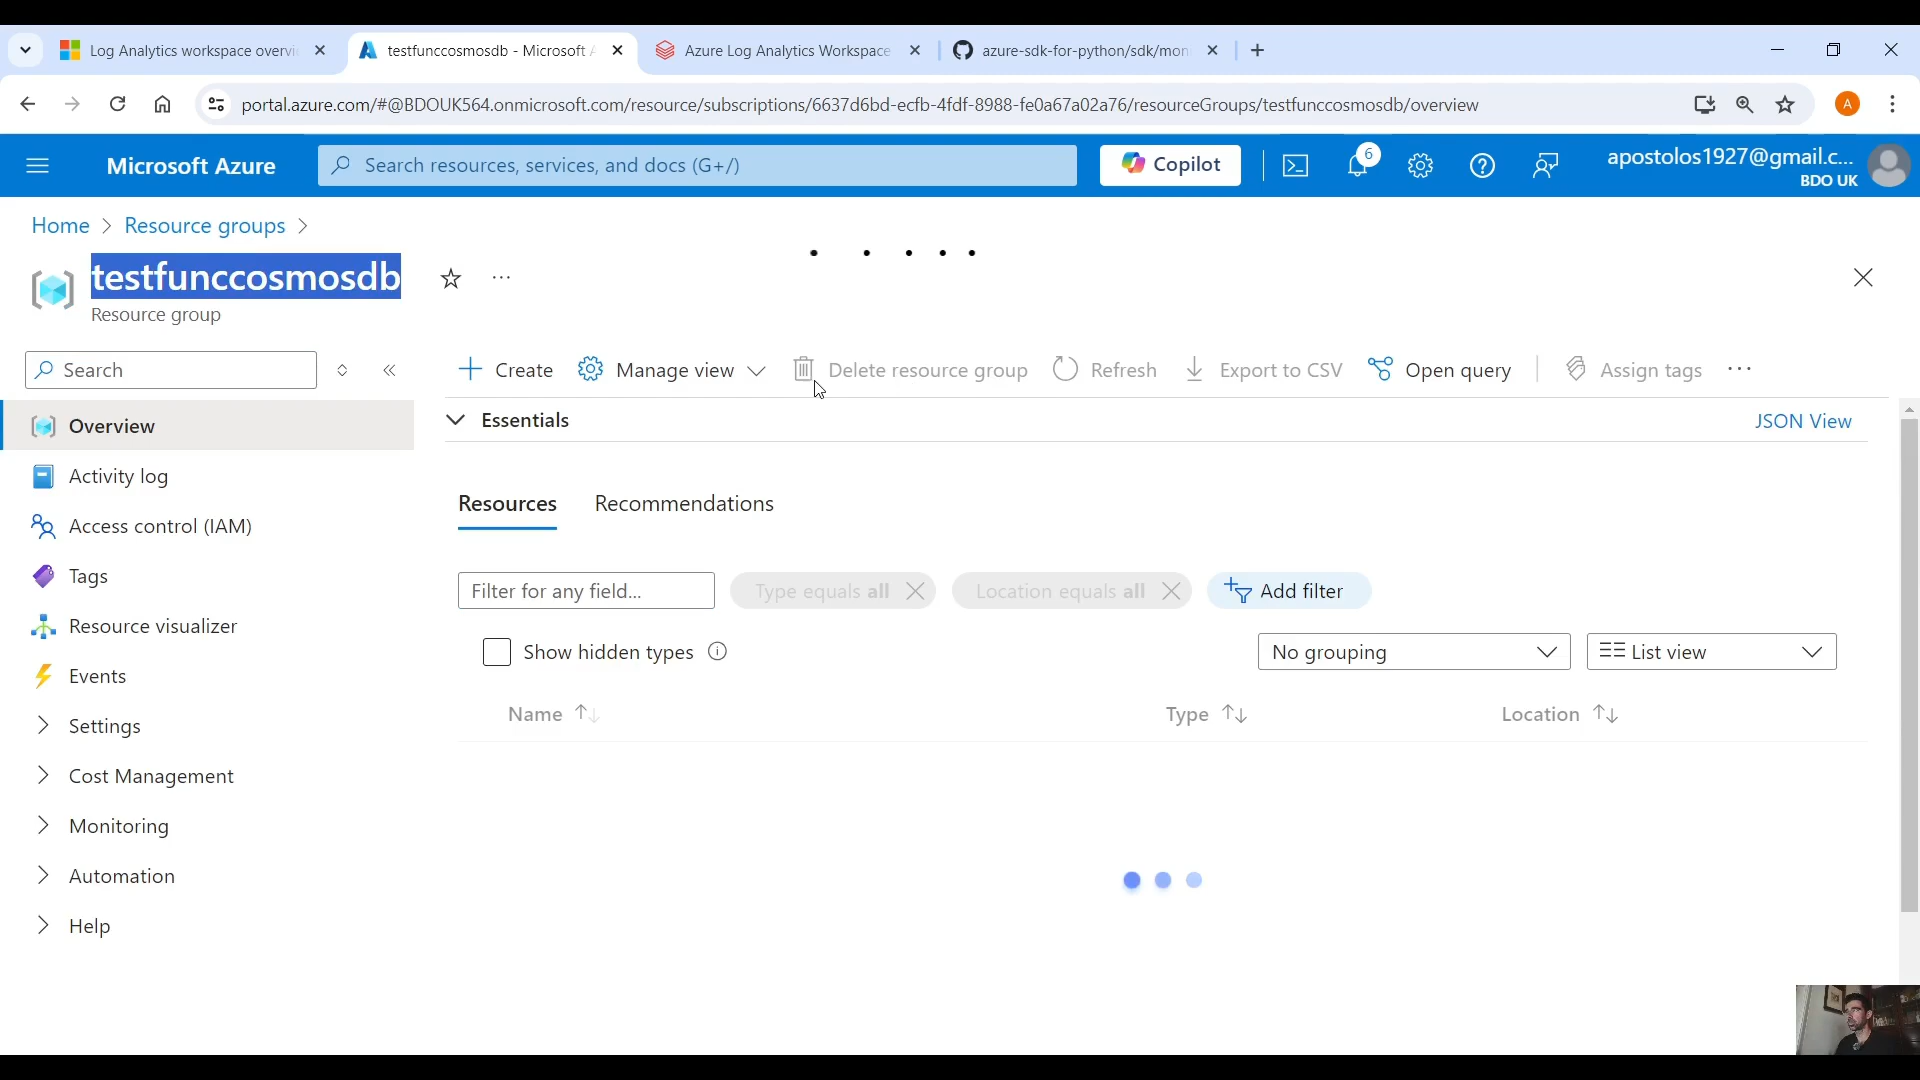 Log Analytics workspace overvi
testfunccosmosdb - Microsoft A
Azure Log Analytics Workspace
azure-sdk-for-python/sdk/mon
portal.azure.com/#@BDOUK564.onmicrosoft.com/resource/subscriptions/6637d6bd-ecfb-4fdf-8988-fe0a67a02a76/resourceGroups/testfunccosmosdb/overview
A
Microsoft Azure
Search resources, services, and docs (G+/)
Copilot
6
apostolos1927@gmail.c...
BDO UK
Home > Resource groups >
testfunccosmosdb
Resource group
Search
Create
Manage view
Delete resource group
Refresh
Export to CSV
Open query
Assign tags
Overview
Activity log
Access control (IAM)
Tags
Resource visualizer
Events
Settings
Cost Management
Monitoring
Automation
Help
Essentials
JSON View
Resources
Recommendations
Filter for any field...
Type equals all
Location equals all
Add filter
Show hidden types
No grouping
List view
Name
Type
Location